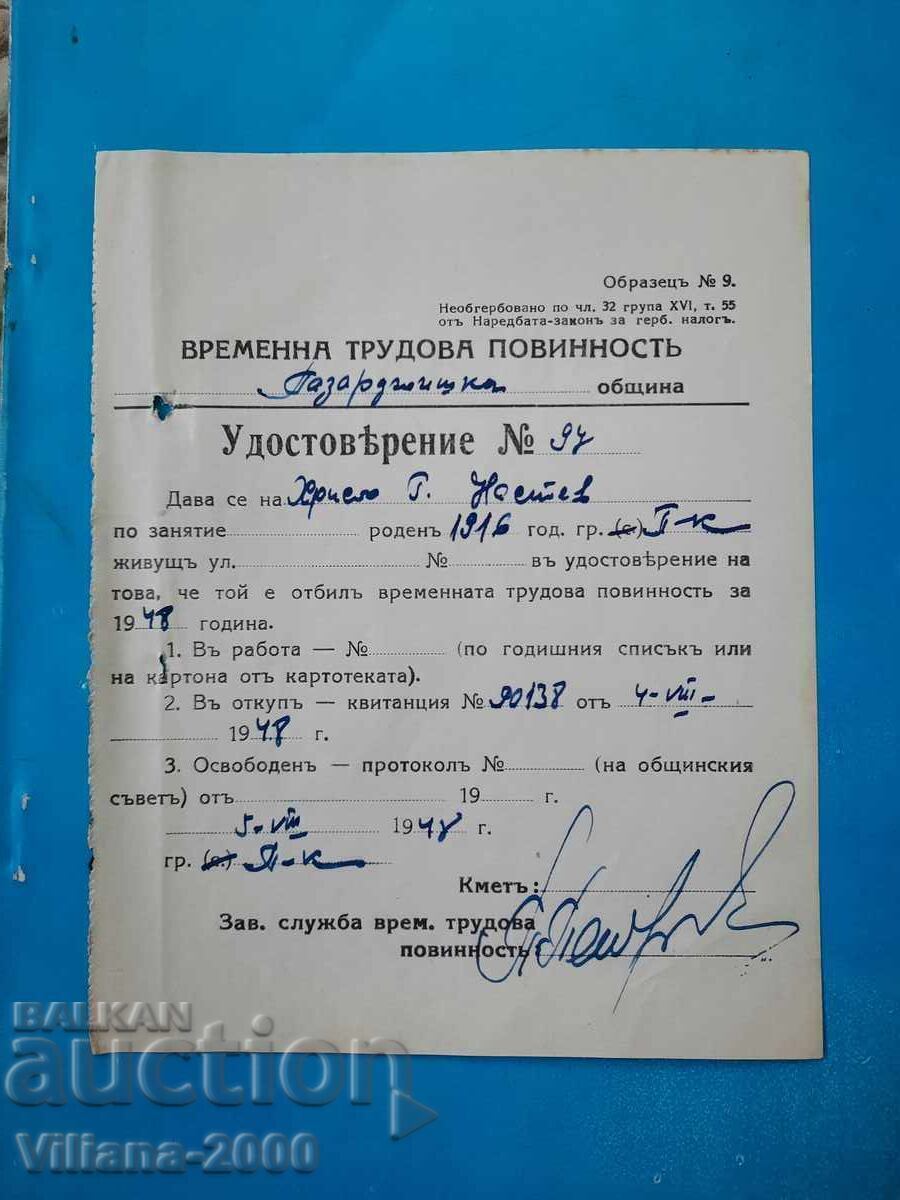 Образецъ № 9.
Необгербовано по чл. 32 група XVI, т. 55
отъ Наредбата-законъ за герб. налогъ.
ВРЕМЕННА ТРУДОВА ПОВИННОСТЬ
Пазарджишка община
Удостовѣрение № 97
Дава се на Христо Г. Настев
по занятие роденъ 1916 год. гр. (с) П-к
живущъ ул. № въ удостовѣрение на
това, че той е отбилъ временната трудова повинность за
1948 година.
1. Въ работа — № (по годишния списъкъ или
на картона отъ картотеката).
2. Въ откупъ — квитанция № 90138 отъ 4-VIII-
1948 г.
3. Освободенъ — протоколъ № (на общинския
съветъ) отъ 19 г.
5-VIII 1948 г.
гр. (с.) П-к
Кметъ:
Зав. служба врем. трудова
повинность:
BALKAN
auction
Viliana-2000